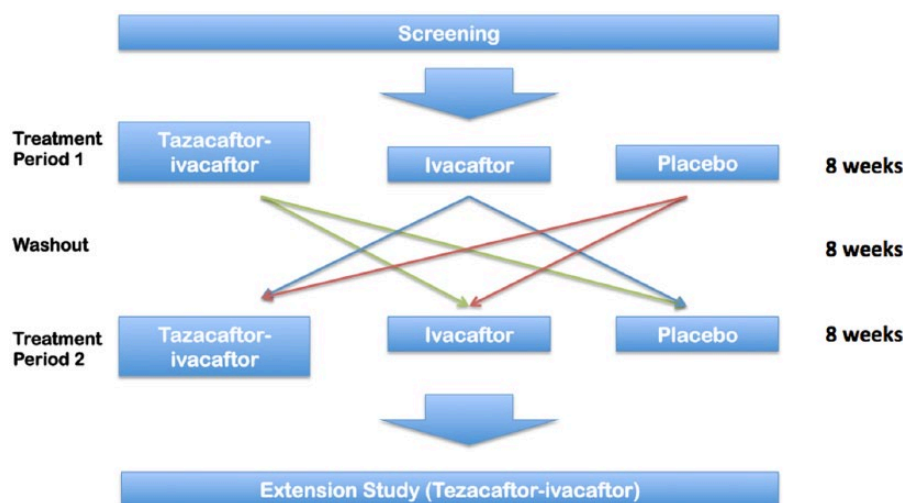 Screening
Treatment
Period 1
Tazacaftor-
ivacaftor
Ivacaftor
Placebo
8 weeks
Washout
8 weeks
Treatment
Period 2
Tazacaftor-
ivacaftor
Ivacaftor
Placebo
8 weeks
Extension Study (Tezacaftor-ivacaftor)